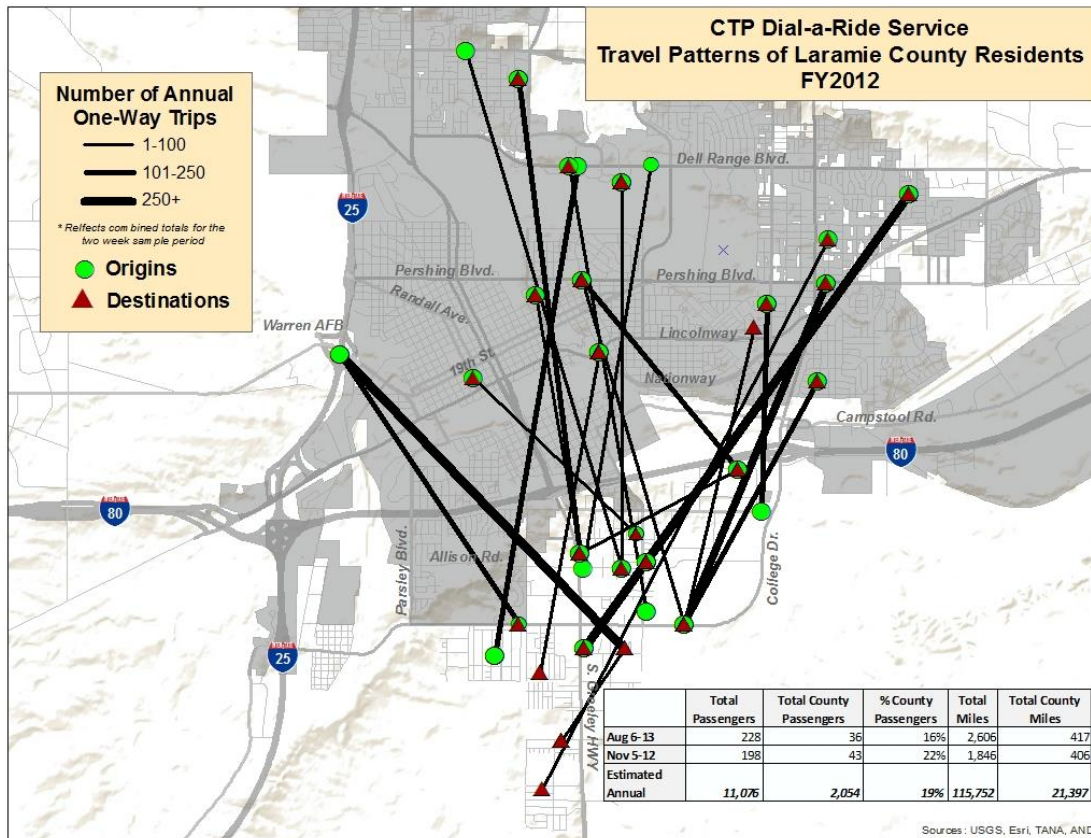 CTP Dial-a-Ride Service
Travel Patterns of Laramie County Residents
FY2012
Number of Annual
One-Way Trips
1-100
101-250
250+
* Relfects com bined totals for the
two week sample period
Origins
Destinations
Dell Range Blvd.
25
Pershing Blvd.
Pershing Blvd.
Randall Ave.
Warren AFB
Lincolnway
19th St
Nationway
Campstool Rd.
80
80
Allison Rd.
Parsley Blvd.
College Dr.
25
S. Greeley HWY
Total Passengers Total County Passengers % County Passengers Total Miles Total County Miles
Aug 6-13 228 36 16% 2,606 417
Nov 5-12 198 43 22% 1,846 406
Estimated Annual 11,076 2,054 19% 115,752 21,397
Sources: USGS, Esri, TANA, AND